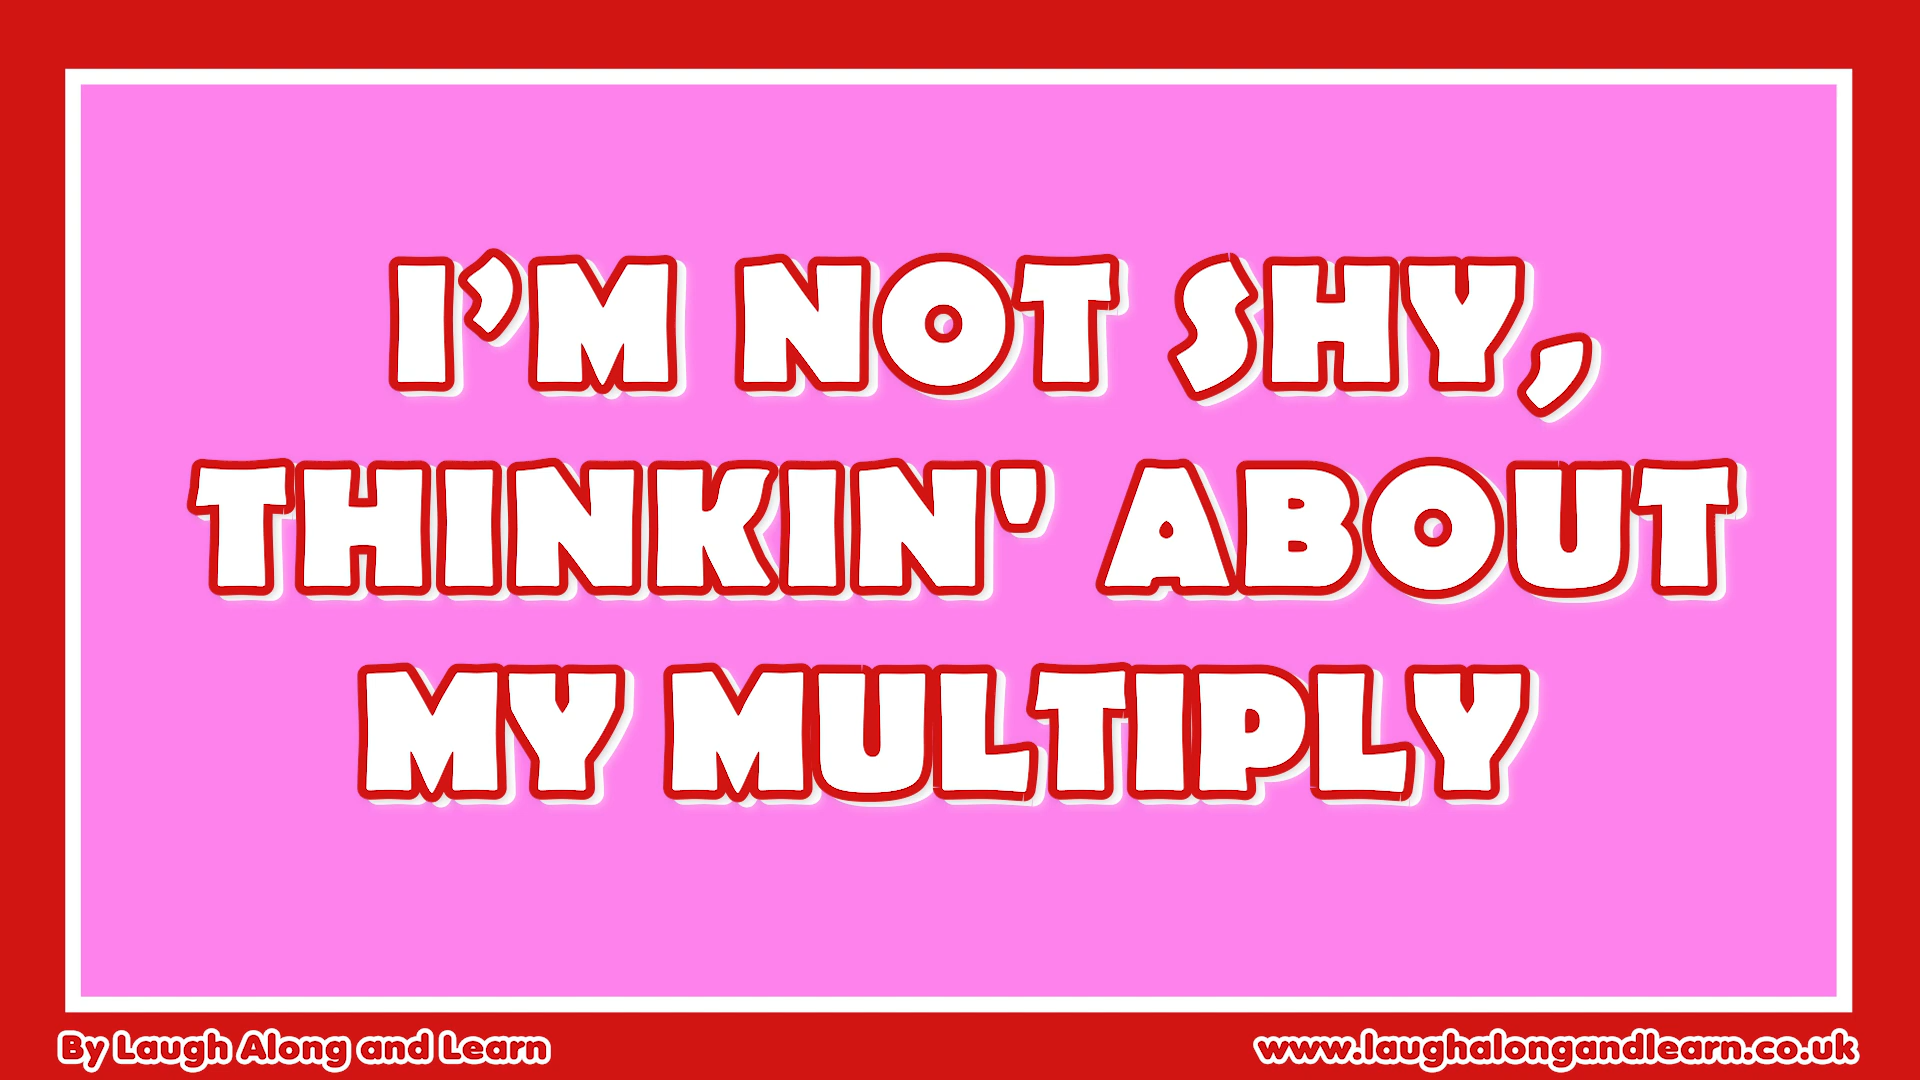 I’M NOT SHY,
THINKIN' ABOUT
MY MULTIPLY
By Laugh Along and Learn
www.laughalongandlearn.co.uk